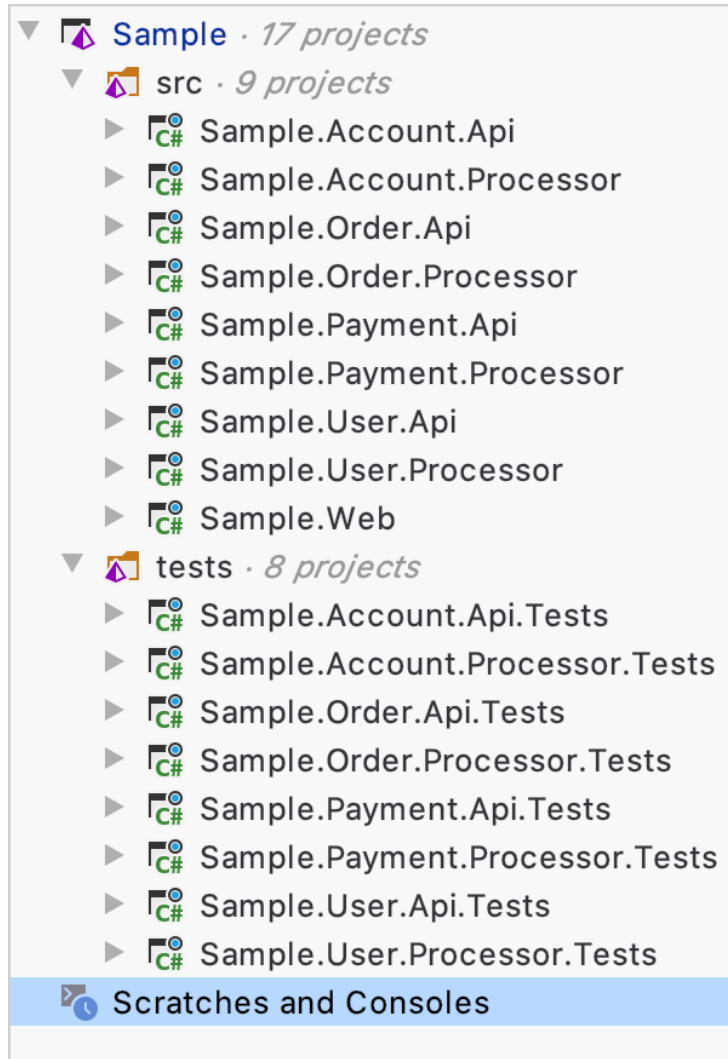 Sample · 17 projects
src · 9 projects
C# Sample.Account.Api
C# Sample.Account.Processor
C# Sample.Order.Api
C# Sample.Order.Processor
C# Sample.Payment.Api
C# Sample.Payment.Processor
C# Sample.User.Api
C# Sample.User.Processor
C# Sample.Web
tests · 8 projects
C# Sample.Account.Api.Tests
C# Sample.Account.Processor.Tests
C# Sample.Order.Api.Tests
C# Sample.Order.Processor.Tests
C# Sample.Payment.Api.Tests
C# Sample.Payment.Processor.Tests
C# Sample.User.Api.Tests
C# Sample.User.Processor.Tests
Scratches and Consoles